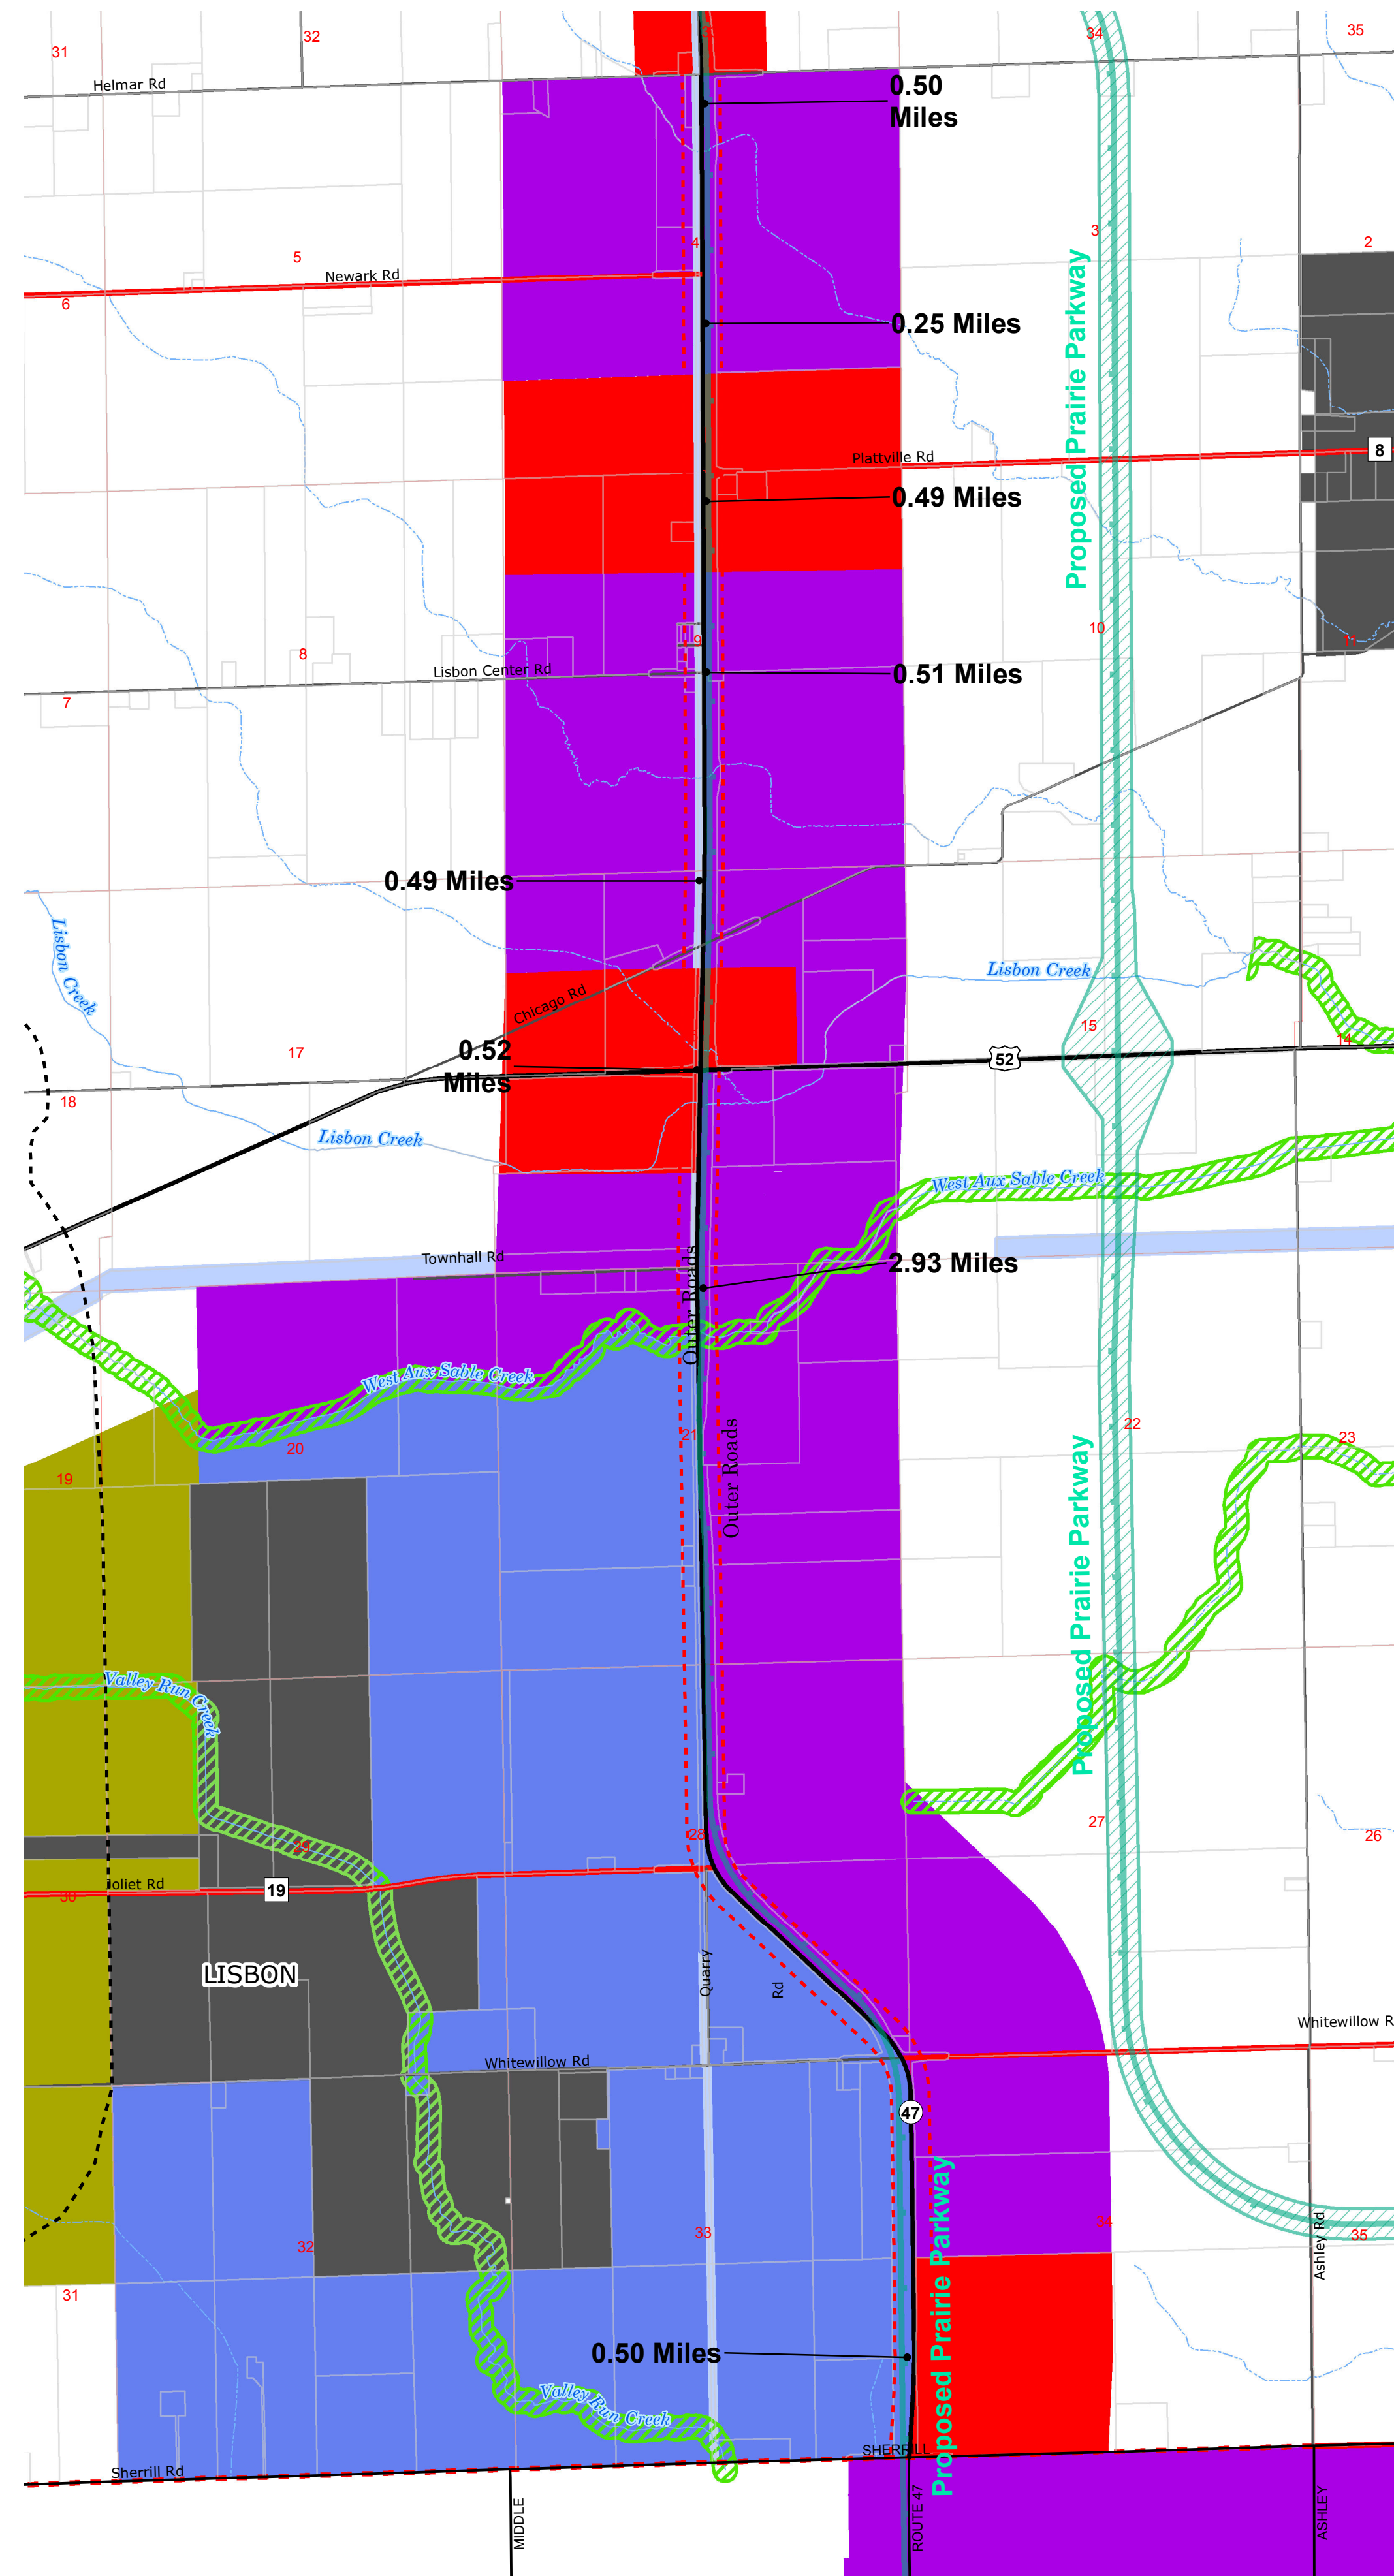 31
32
34
35
Helmar Rd
0.50
Miles
3
4
2
5
Newark Rd
6
0.25 Miles
Proposed Prairie Parkway
Plattville Rd
8
0.49 Miles
10
11
9
8
Lisbon Center Rd
0.51 Miles
7
0.49 Miles
Lisbon Creek
Lisbon Creek
Chicago Rd
15
14
17
0.52
Miles
52
18
Lisbon Creek
West Aux Sable Creek
Townhall Rd
2.93 Miles
Outer Roads
West Aux Sable Creek
Outer Roads
22
23
21
20
19
Proposed Prairie Parkway
Valley Run Creek
28
27
26
29
Joliet Rd
30
19
LISBON
Quarry
Rd
Whitewillow R
Whitewillow Rd
47
Proposed Prairie Parkway
34
33
32
35
Ashley Rd
31
0.50 Miles
Valley Run Creek
SHERRILL
Sherrill Rd
MIDDLE
ROUTE 47
ASHLEY